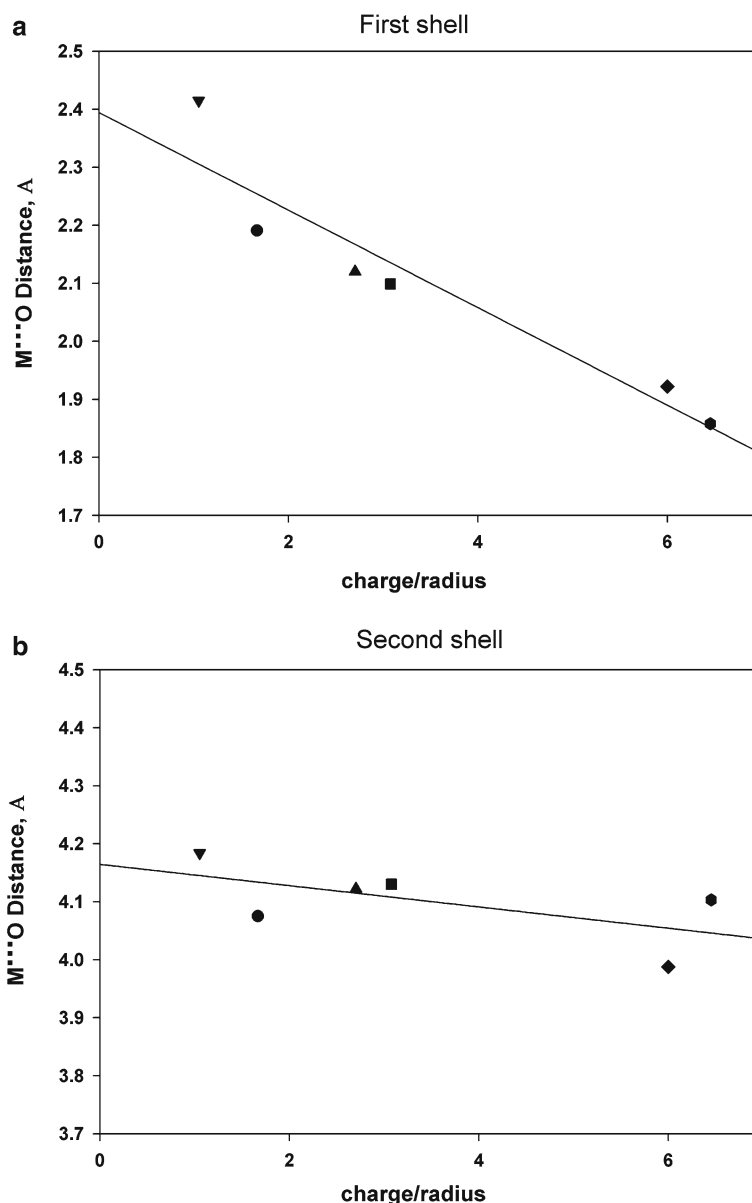 a
First shell
2.5
2.4
2.3
2.2
2.1
2.0
1.9
1.8
1.7
M···O Distance, A
0 2 4 6
charge/radius
b
Second shell
4.5
4.4
4.3
4.2
4.1
4.0
3.9
3.8
3.7
M···O Distance, A
0 2 4 6
charge/radius